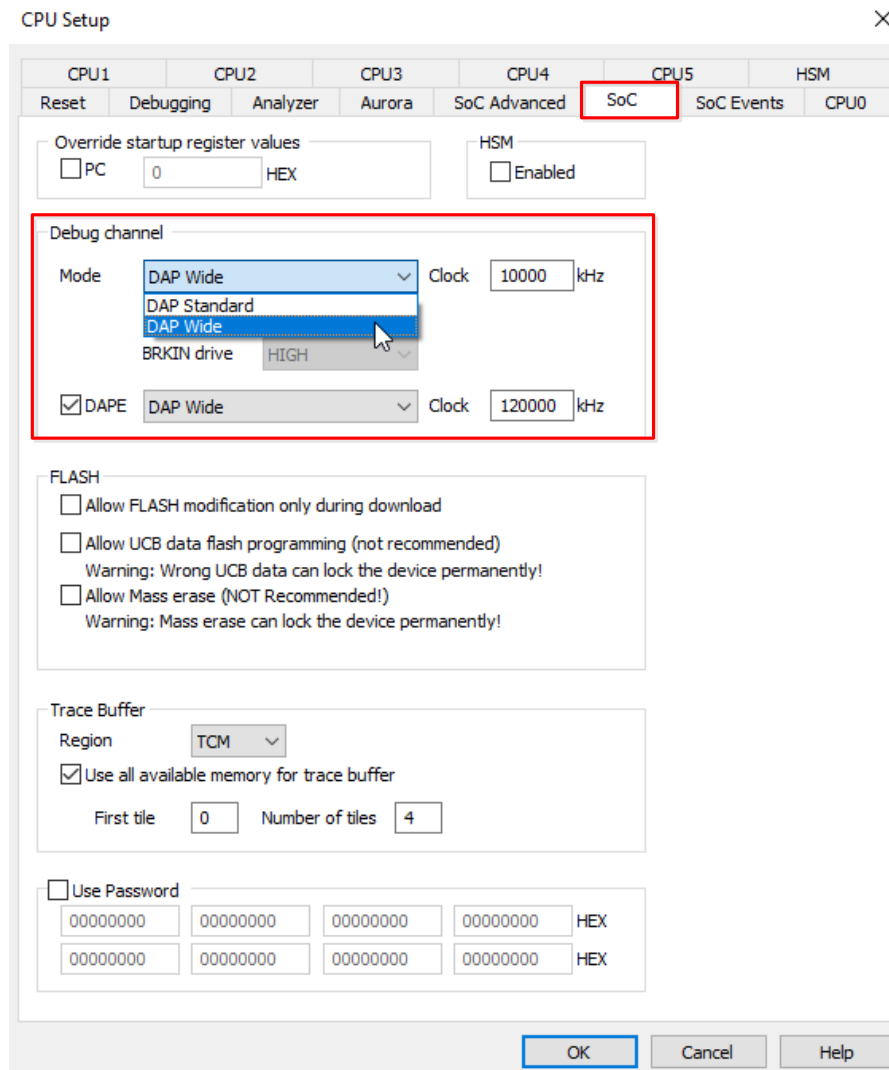 CPU Setup
CPU1 CPU2 CPU3 CPU4 CPU5 HSM
Reset Debugging Analyzer Aurora SoC Advanced SoC SoC Events CPU0
Override startup register values HSM
PC 0 HEX Enabled
Debug channel
Mode DAP Wide Clock 10000 kHz
DAP Standard
DAP Wide
BRKIN drive HIGH
DAPE DAP Wide Clock 120000 kHz
FLASH
Allow FLASH modification only during download
Allow UCB data flash programming (not recommended)
Warning: Wrong UCB data can lock the device permanently!
Allow Mass erase (NOT Recommended!)
Warning: Mass erase can lock the device permanently!
Trace Buffer
Region TCM
Use all available memory for trace buffer
First tile 0 Number of tiles 4
Use Password
00000000 00000000 00000000 00000000 HEX
00000000 00000000 00000000 00000000 HEX
OK Cancel Help